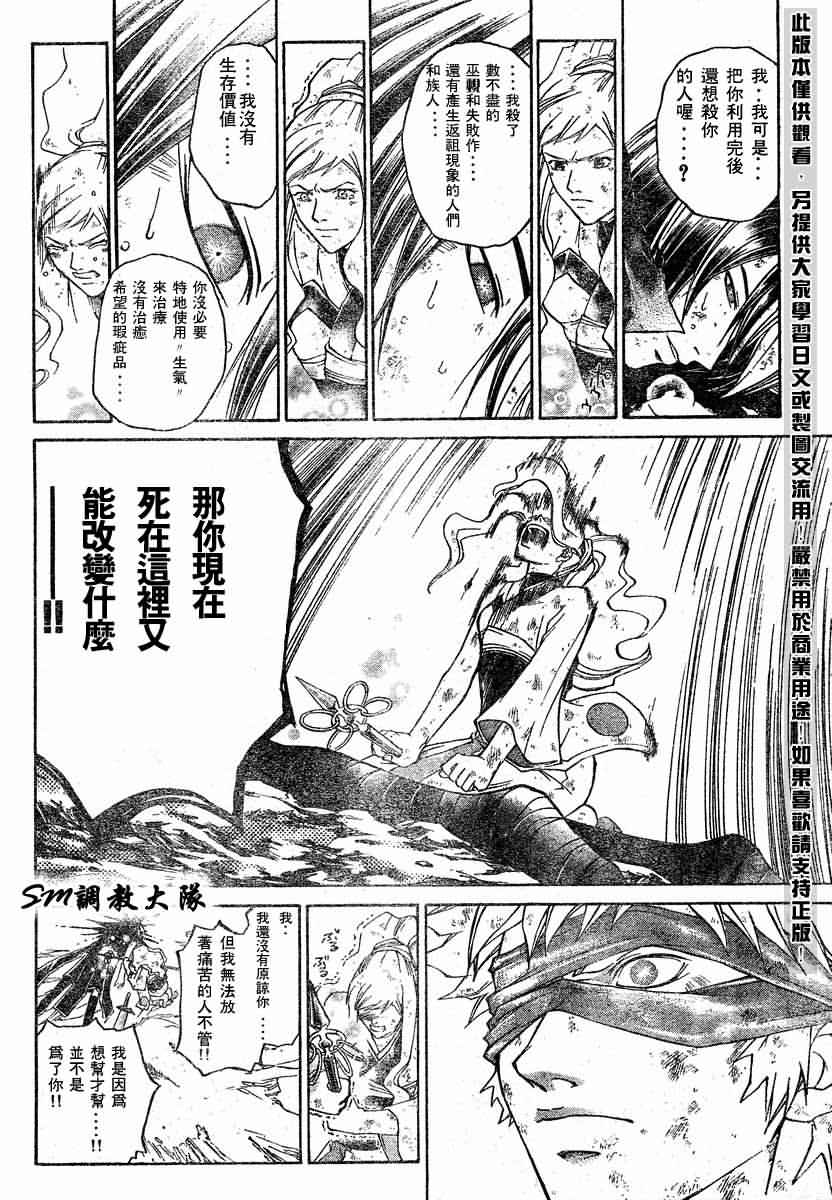 我‥我可是‥‥
把你利用完後
還想殺你
的人喔‥‥?
‥‥我殺了
數不盡的
巫轒和失敗作‥‥
還有產生返祖現象的人們
和族人‥‥
‥‥我沒有
生存價值‥‥
你沒必要
特地使用〃生氣〃
來治療
沒有治癒
希望的瑕疵品‥‥
那你現在
死在這裡又
能改變什麼
——!!
我‥
我還沒有原諒你‥‥
但我無法放
著痛苦的人不管!!
我是因為
想幫才幫‥‥!!
並不是
為了你!!
SM調教大隊
此版本僅供觀看．另提供大家學習日文或製圖交流用!!嚴禁用於商業用途!如果喜歡請支持正版!